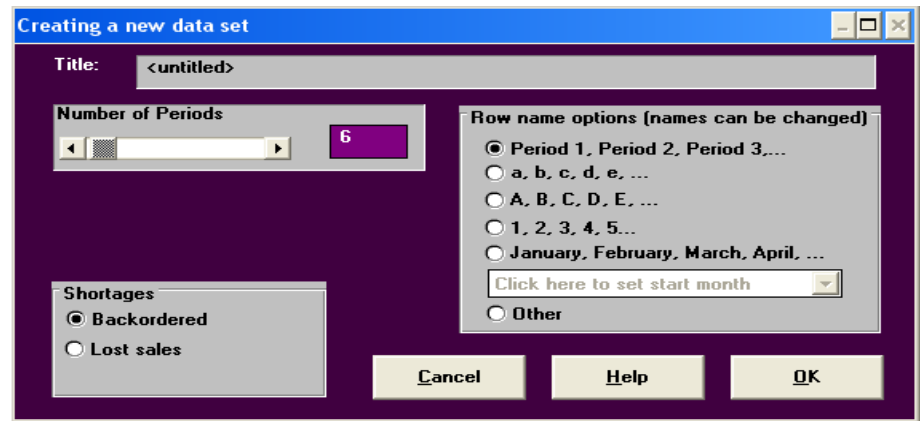 Creating a new data set
Title: <untitled>
Number of Periods
6
Row name options (names can be changed)
Period 1, Period 2, Period 3,...
a, b, c, d, e, ...
A, B, C, D, E, ...
1, 2, 3, 4, 5...
January, February, March, April, ...
Click here to set start month
Other
Shortages
Backordered
Lost sales
Cancel
Help
OK